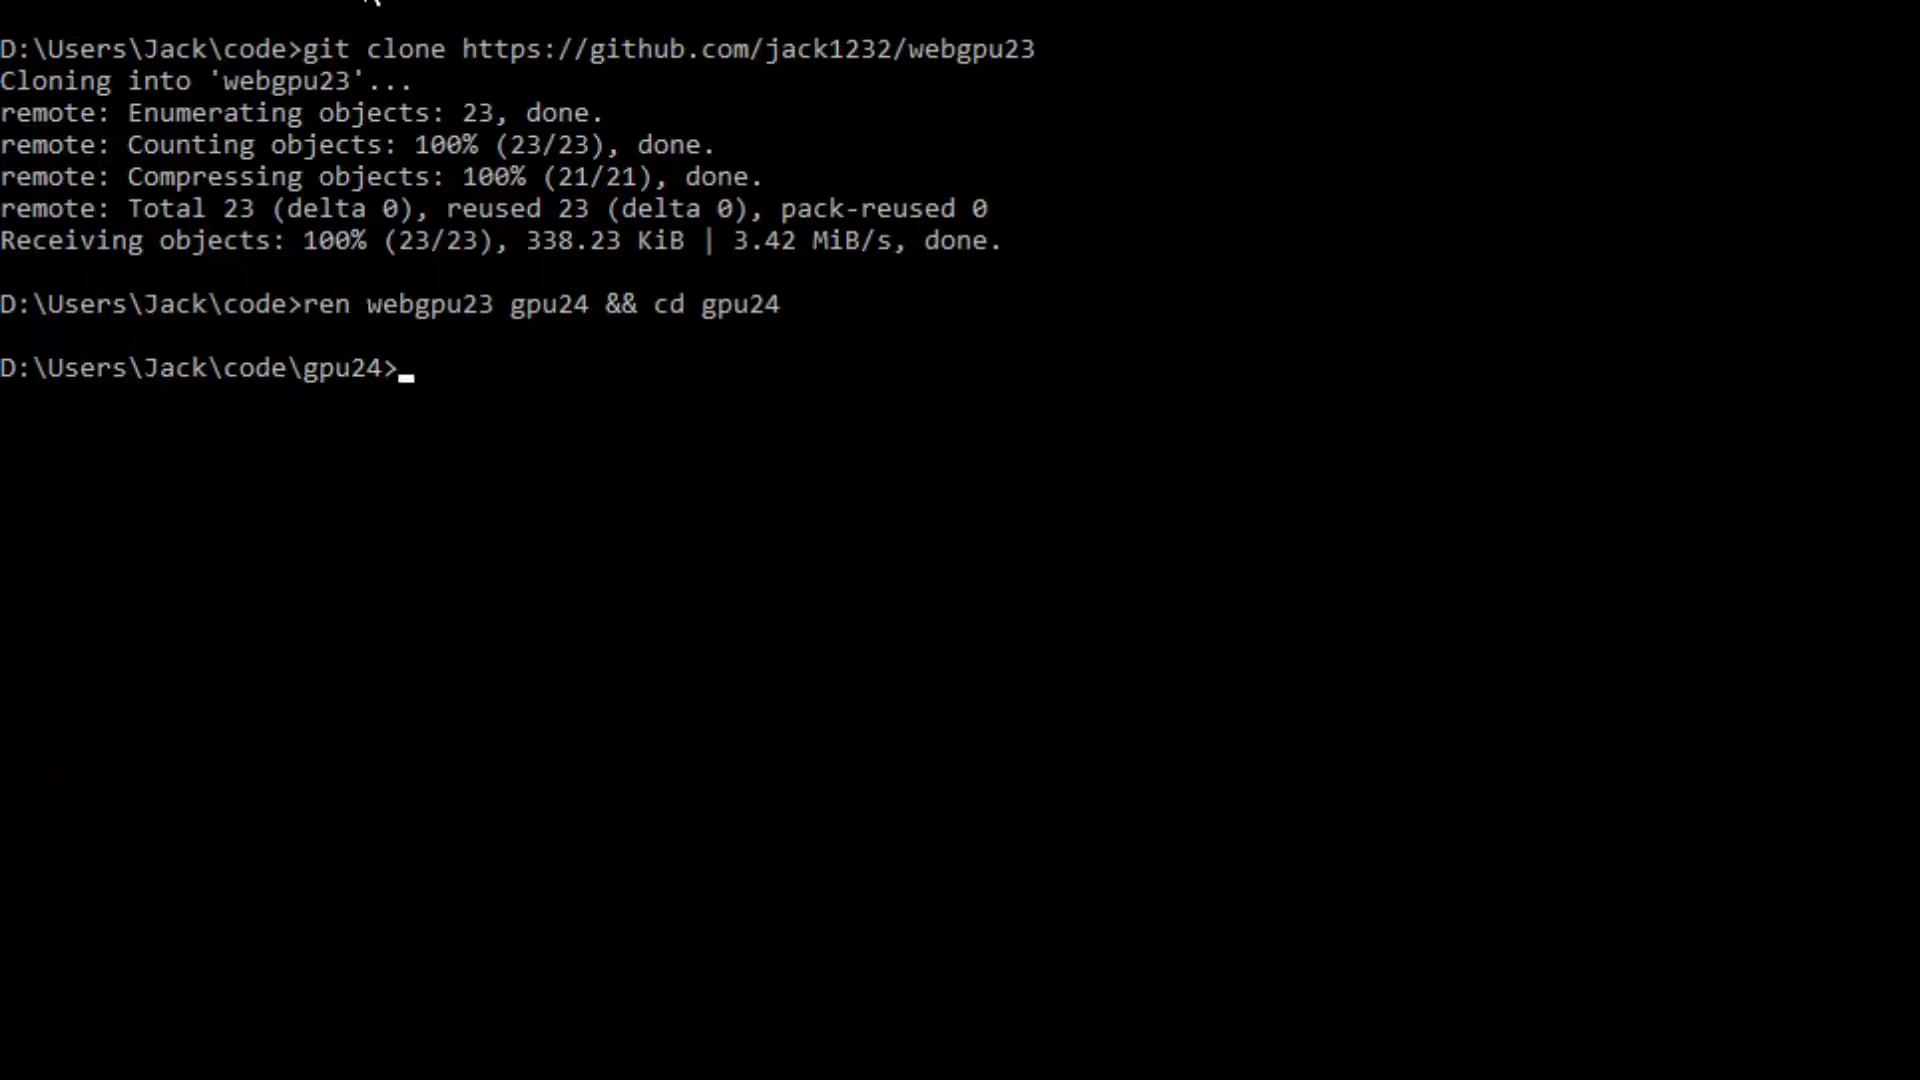 D:\Users\Jack\code>git clone https://github.com/jack1232/webgpu23
Cloning into 'webgpu23'...
remote: Enumerating objects: 23, done.
remote: Counting objects: 100% (23/23), done.
remote: Compressing objects: 100% (21/21), done.
remote: Total 23 (delta 0), reused 23 (delta 0), pack-reused 0
Receiving objects: 100% (23/23), 338.23 KiB | 3.42 MiB/s, done.
D:\Users\Jack\code>ren webgpu23 gpu24 && cd gpu24
D:\Users\Jack\code\gpu24>